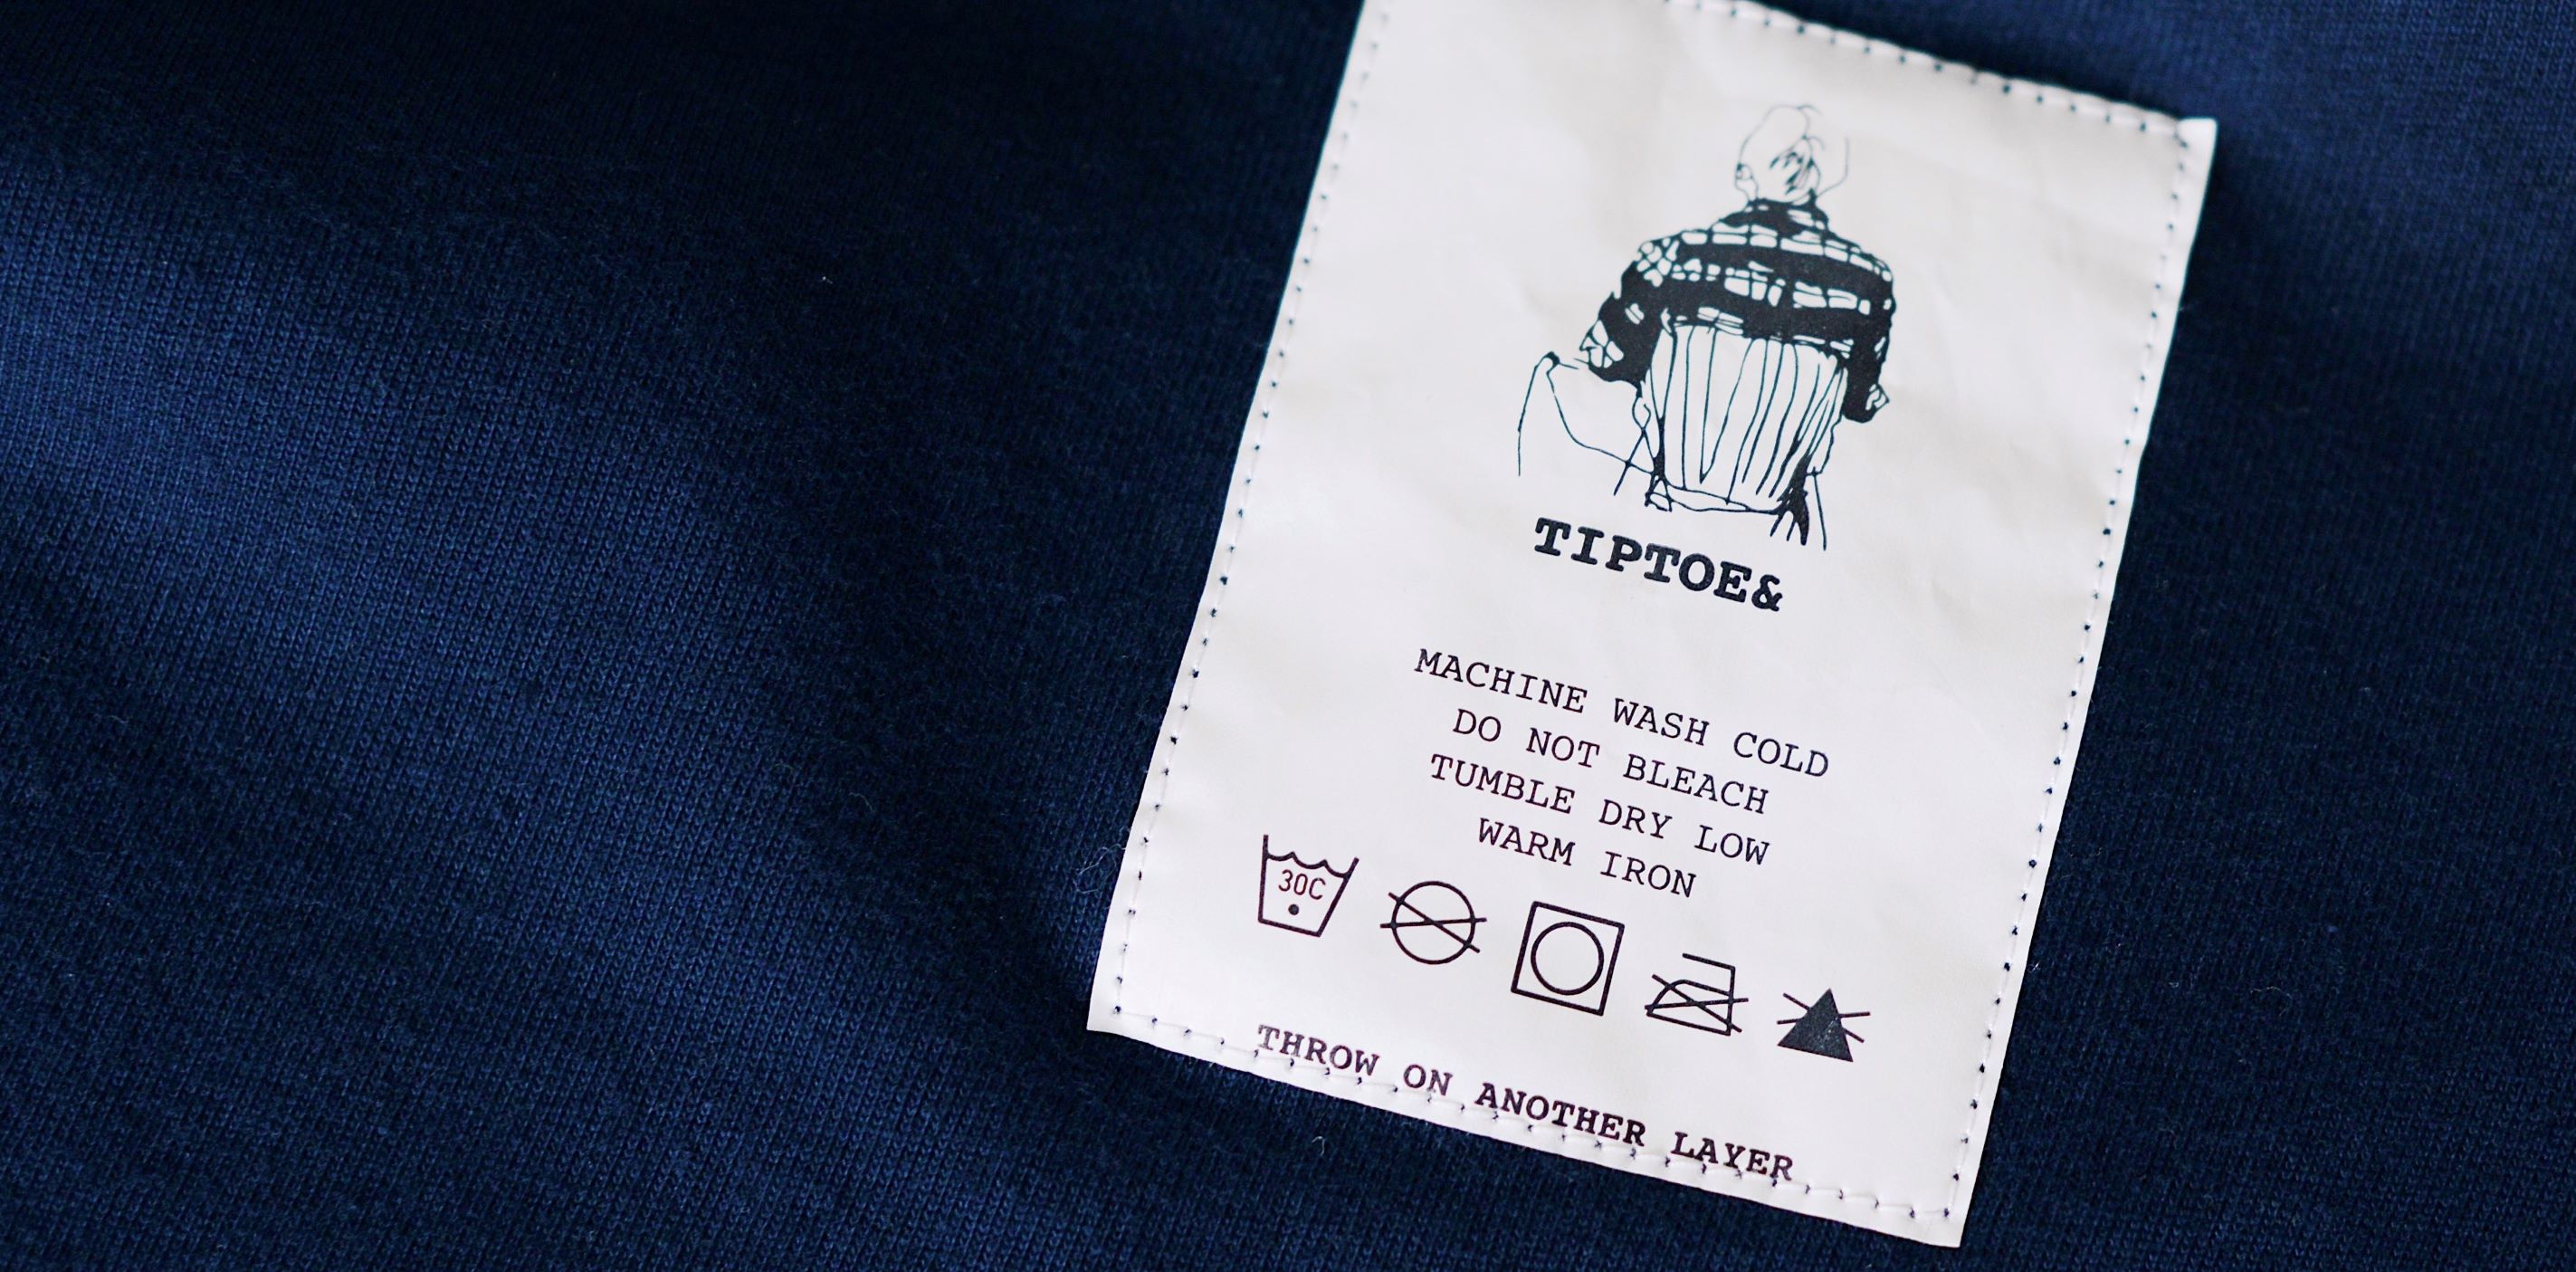 TIPTOE&
MACHINE WASH COLD
DO NOT BLEACH
TUMBLE DRY LOW
WARM IRON
30C
THROW ON ANOTHER LAYER